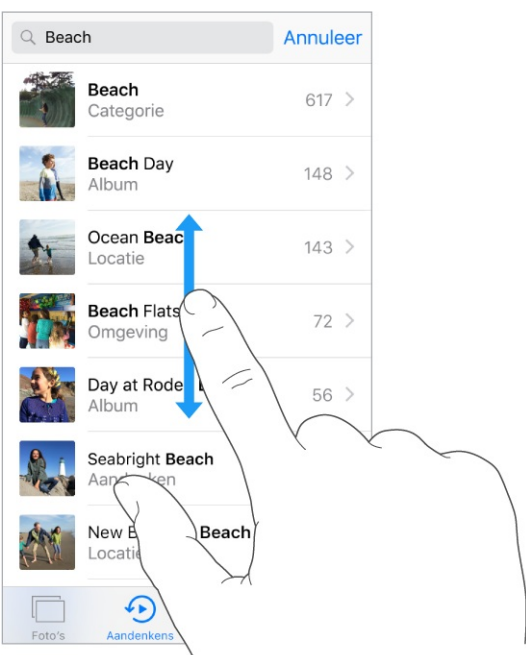 Beach
Annuleer
Beach
Categorie
617
Beach Day
Album
148
Ocean Beac
Locatie
143
Beach Flats
Omgeving
72
Day at Rode
Album
56
Seabright Beach
New Beach
Locatie
Foto's
Aandenkens